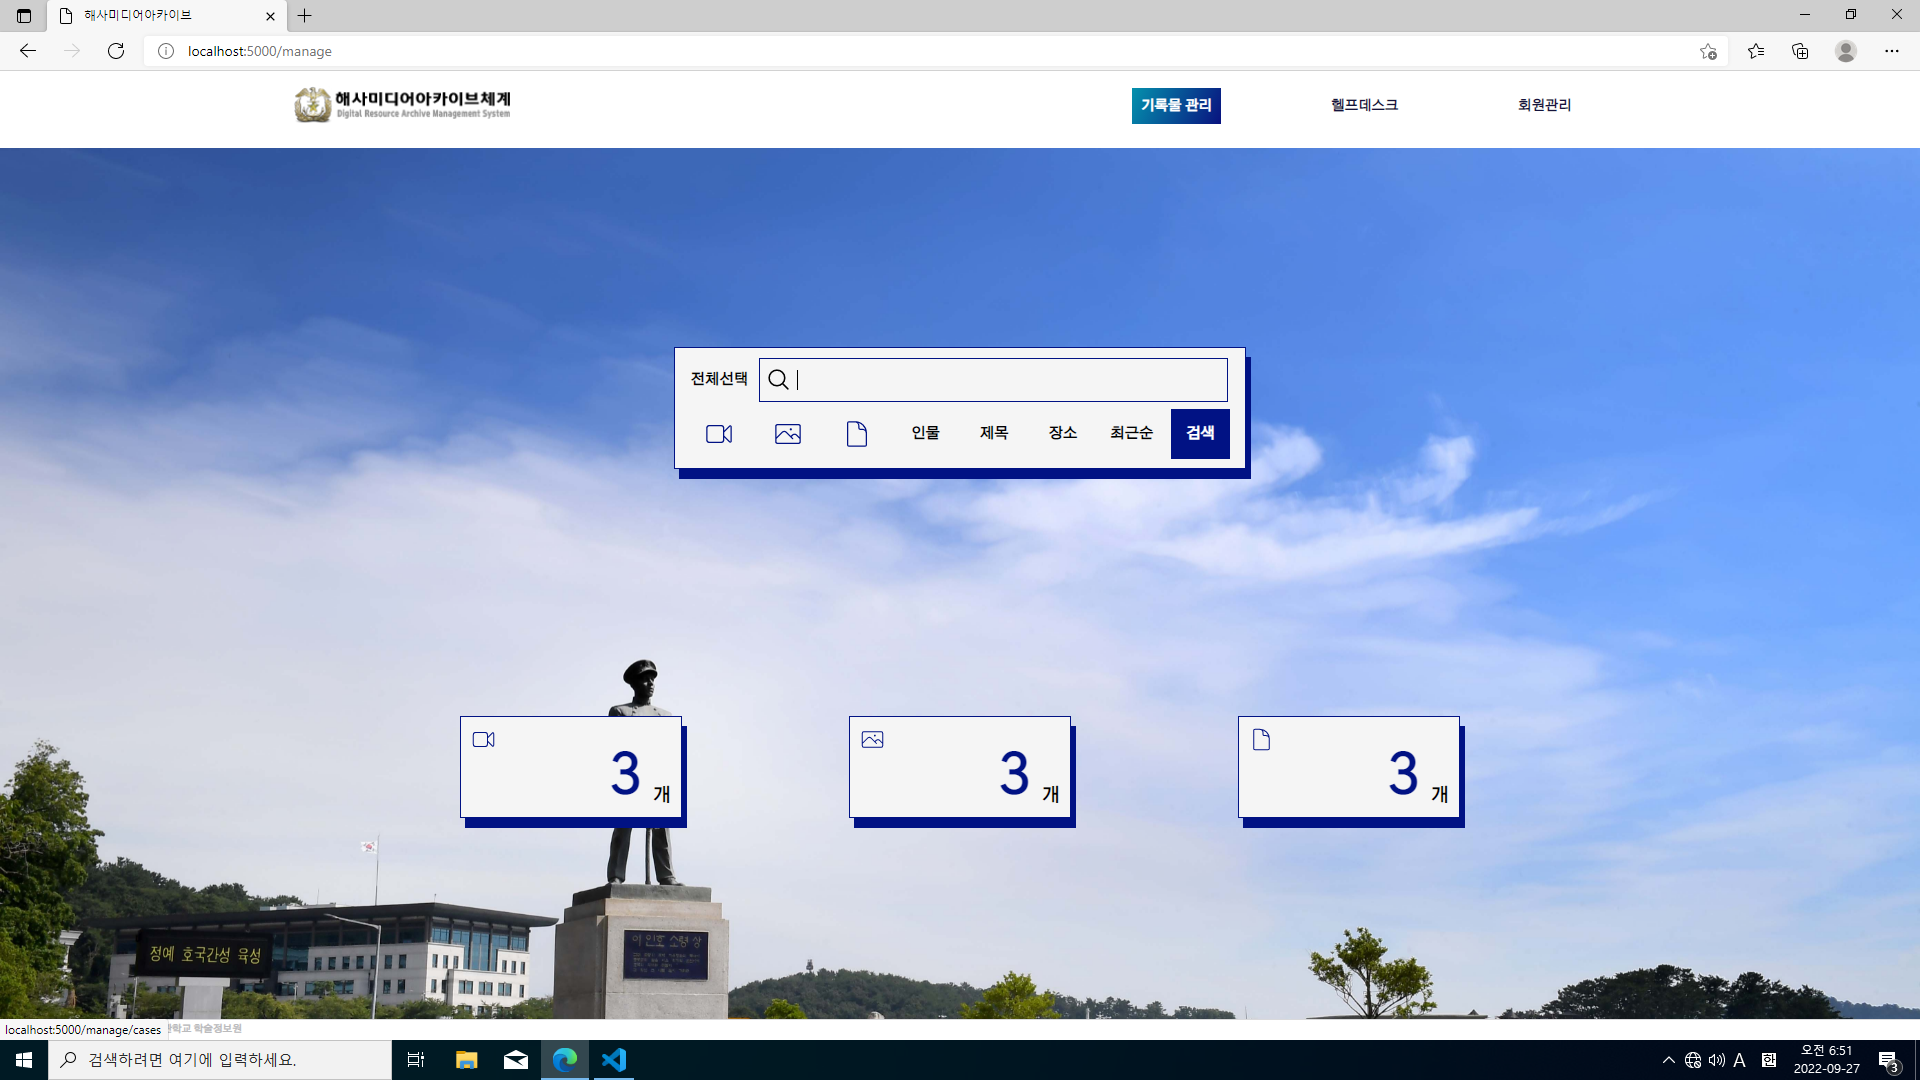 해사미디어아카이브
localhost:5000/manage
해사미디어아카이브체계
Digital Resource Archive Management System
기록물 관리
헬프데스크
회원관리
전체선택
인물
제목
장소
최근순
검색
3 개
3 개
3 개
정예 호국간성 육성
이인호 소령 상
localhost:5000/manage/cases
학교 학술정보원
검색하려면 여기에 입력하세요.
A
한
오전 6:51
2022-09-27
3